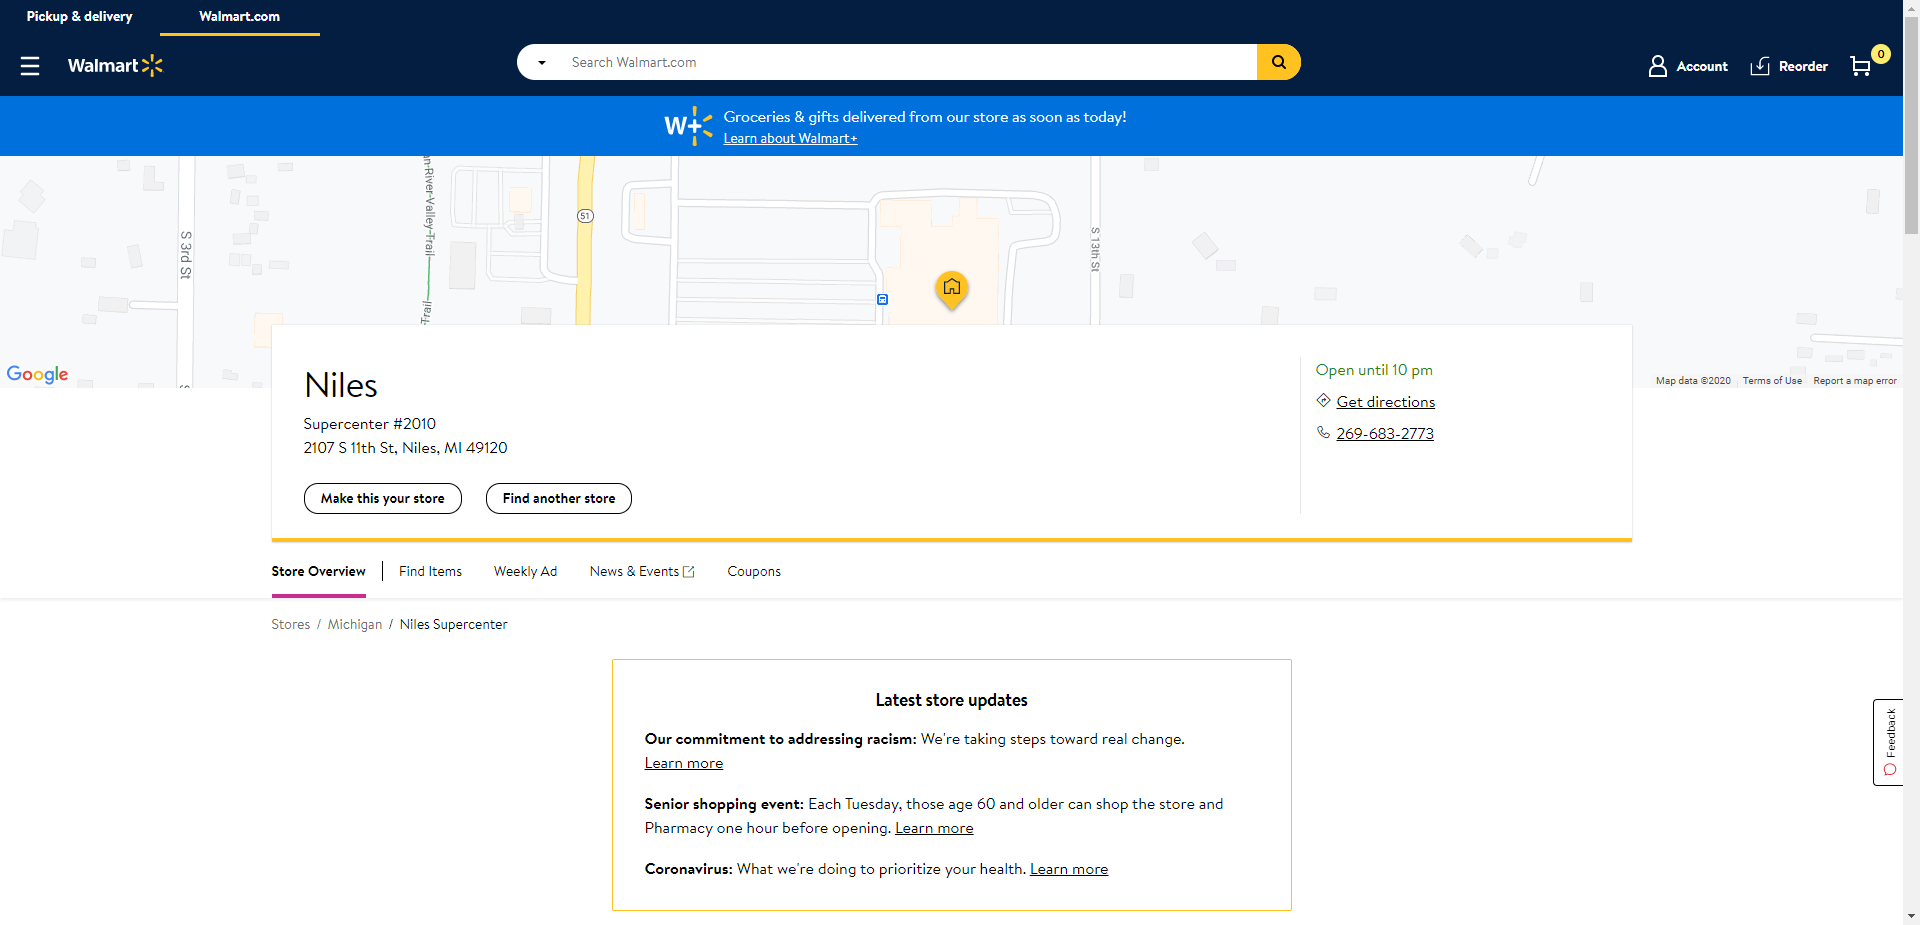 Pickup & delivery
Walmart.com
Walmart
Search Walmart.com
Account
Reorder
0
W+
Groceries & gifts delivered from our store as soon as today!
Learn about Walmart+
S 3rd St
an-River-Valley-Trail
-Trail
51
S 13th St
S
Google
Map data ©2020
Terms of Use
Report a map error
Niles
Supercenter #2010
2107 S 11th St, Niles, MI 49120
Make this your store
Find another store
Open until 10 pm
Get directions
269-683-2773
Store Overview
Find Items
Weekly Ad
News & Events
Coupons
Stores / Michigan / Niles Supercenter
Latest store updates
Our commitment to addressing racism: We're taking steps toward real change.
Learn more
Senior shopping event: Each Tuesday, those age 60 and older can shop the store and
Pharmacy one hour before opening. Learn more
Coronavirus: What we're doing to prioritize your health. Learn more
Feedback